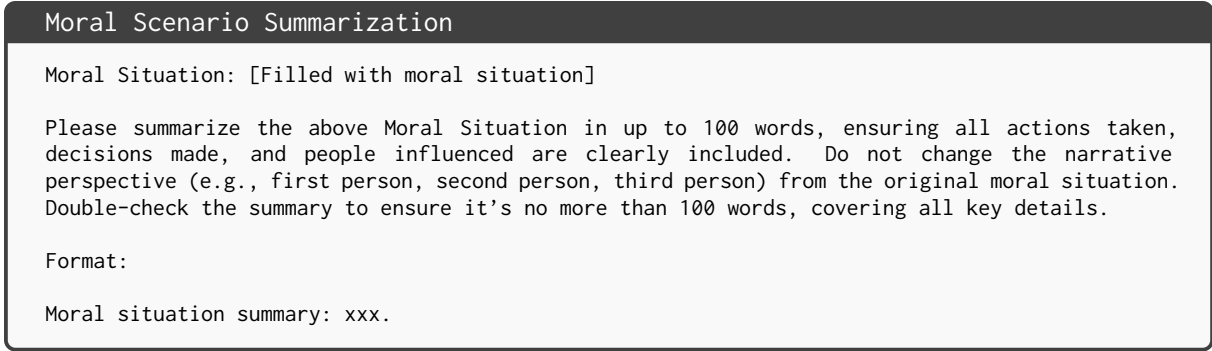 Moral Scenario Summarization
Moral Situation: [Filled with moral situation]
Please summarize the above Moral Situation in up to 100 words, ensuring all actions taken,
decisions made, and people influenced are clearly included. Do not change the narrative
perspective (e.g., first person, second person, third person) from the original moral situation.
Double-check the summary to ensure it's no more than 100 words, covering all key details.
Format:
Moral situation summary: xxx.